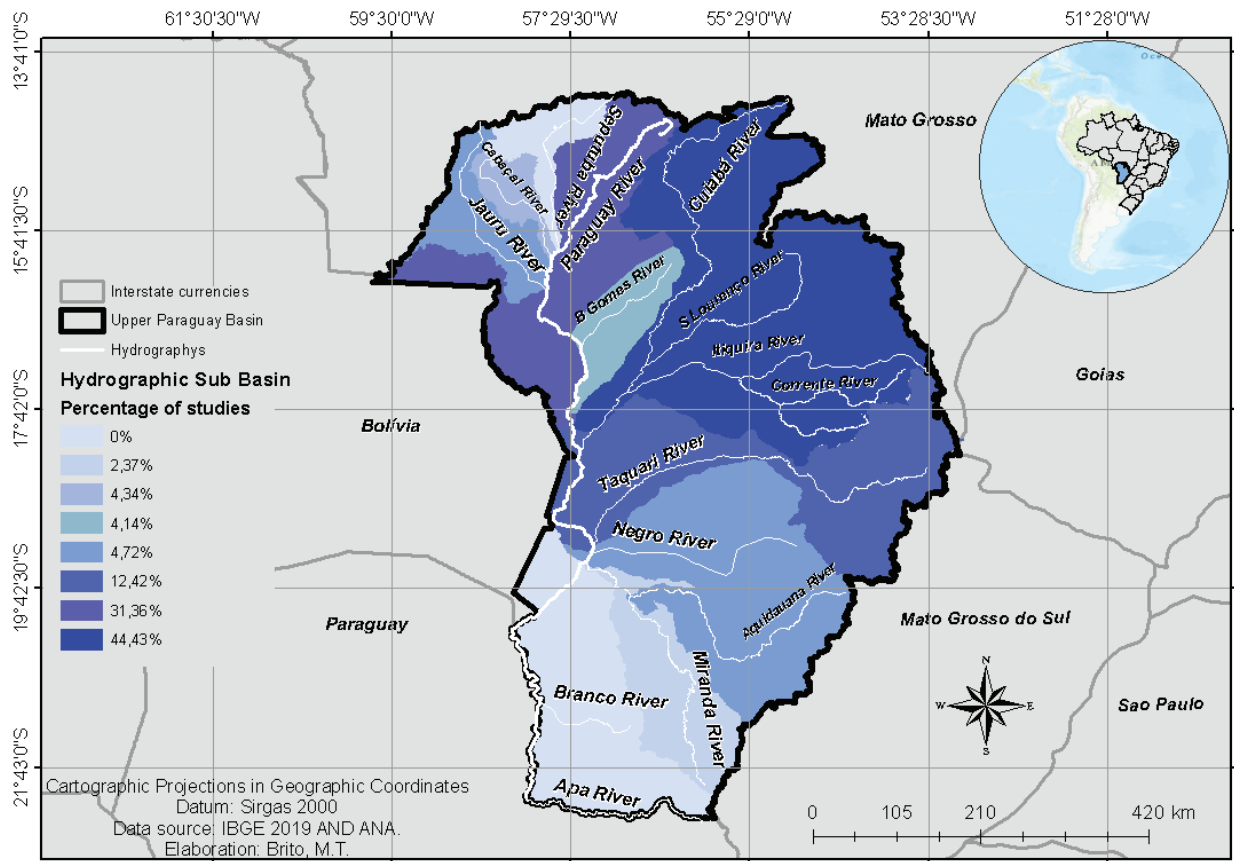 61°30'0"W 59°30'0"W 57°29'30"W 55°29'0"W 53°28'30"W 51°28'0"W
13°41'0"S
15°41'30"S
17°42'0"S
19°42'30"S
21°43'0"S
Mato Grosso
Seputuba River
Cabaçal River
Cuiabá River
Jauru River
Paraguay River
B Gomes River
S Lourenço River
Itiquira River
Corrente River
Goias
Bolívia
Taquari River
Negro River
Aquidauana River
Paraguay
Mato Grosso do Sul
Miranda River
Branco River
Sao Paulo
Apa River
Interstate currencies
Upper Paraguay Basin
Hydrographys
Hydrographic Sub Basin
Percentage of studies
0%
2,37%
4,34%
4,14%
4,72%
12,42%
31,36%
44,43%
N
W E
S
Cartographic Projections in Geographic Coordinates
Datum: Sirgas 2000
Data source: IBGE 2019 AND ANA.
Elaboration: Brito, M.T.
0 105 210 420 km